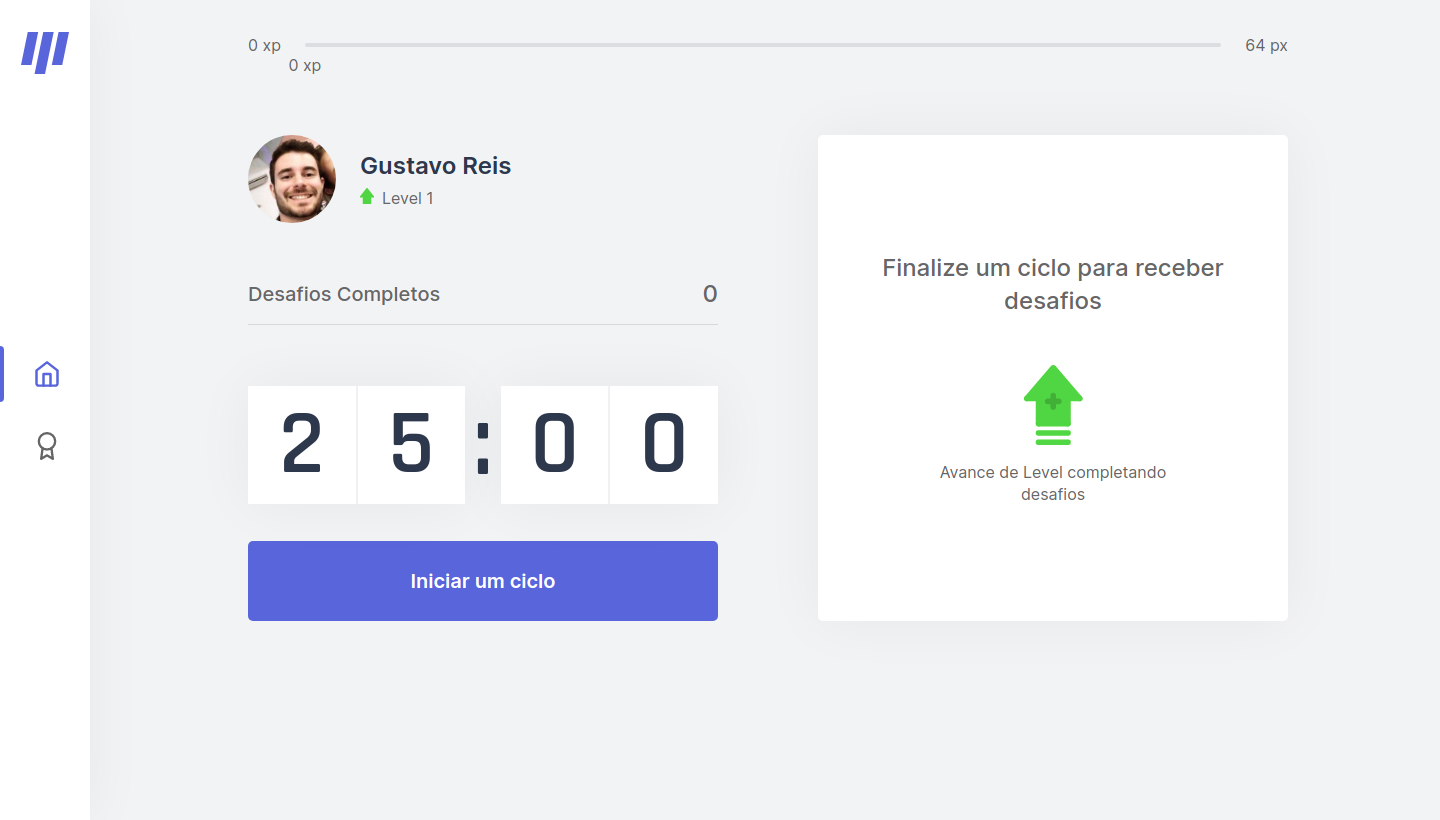 0 xp
64 px
0 xp
Gustavo Reis
Level 1
Desafios Completos
0
25:00
Iniciar um ciclo
Finalize um ciclo para receber
desafios
Avance de Level completando
desafios